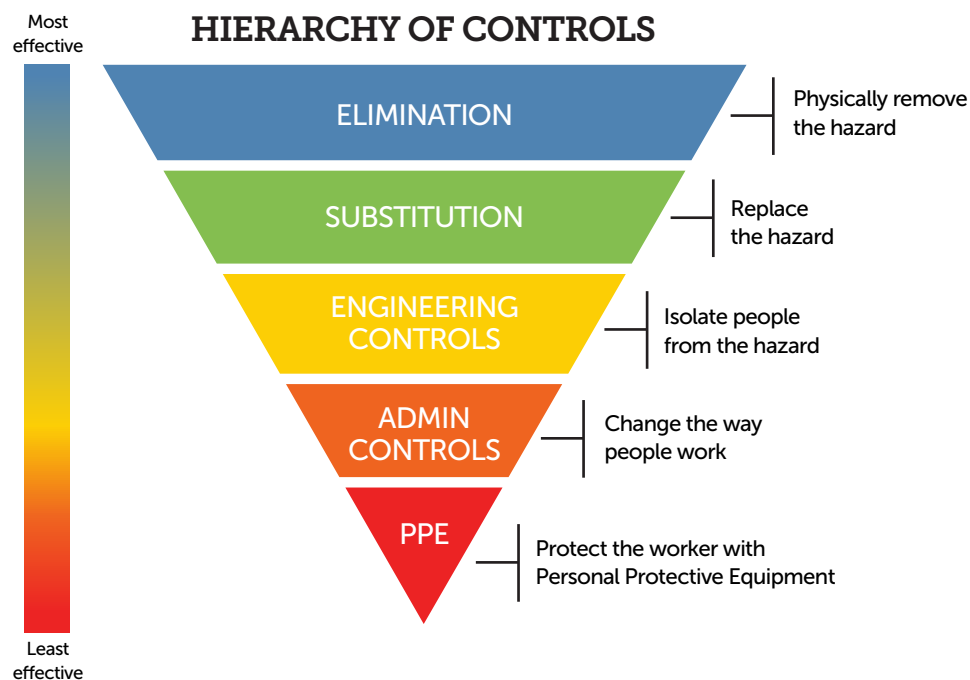 Most
effective
HIERARCHY OF CONTROLS
ELIMINATION
Physically remove
the hazard
SUBSTITUTION
Replace
the hazard
ENGINEERING
CONTROLS
Isolate people
from the hazard
ADMIN
CONTROLS
Change the way
people work
PPE
Protect the worker with
Personal Protective Equipment
Least
effective